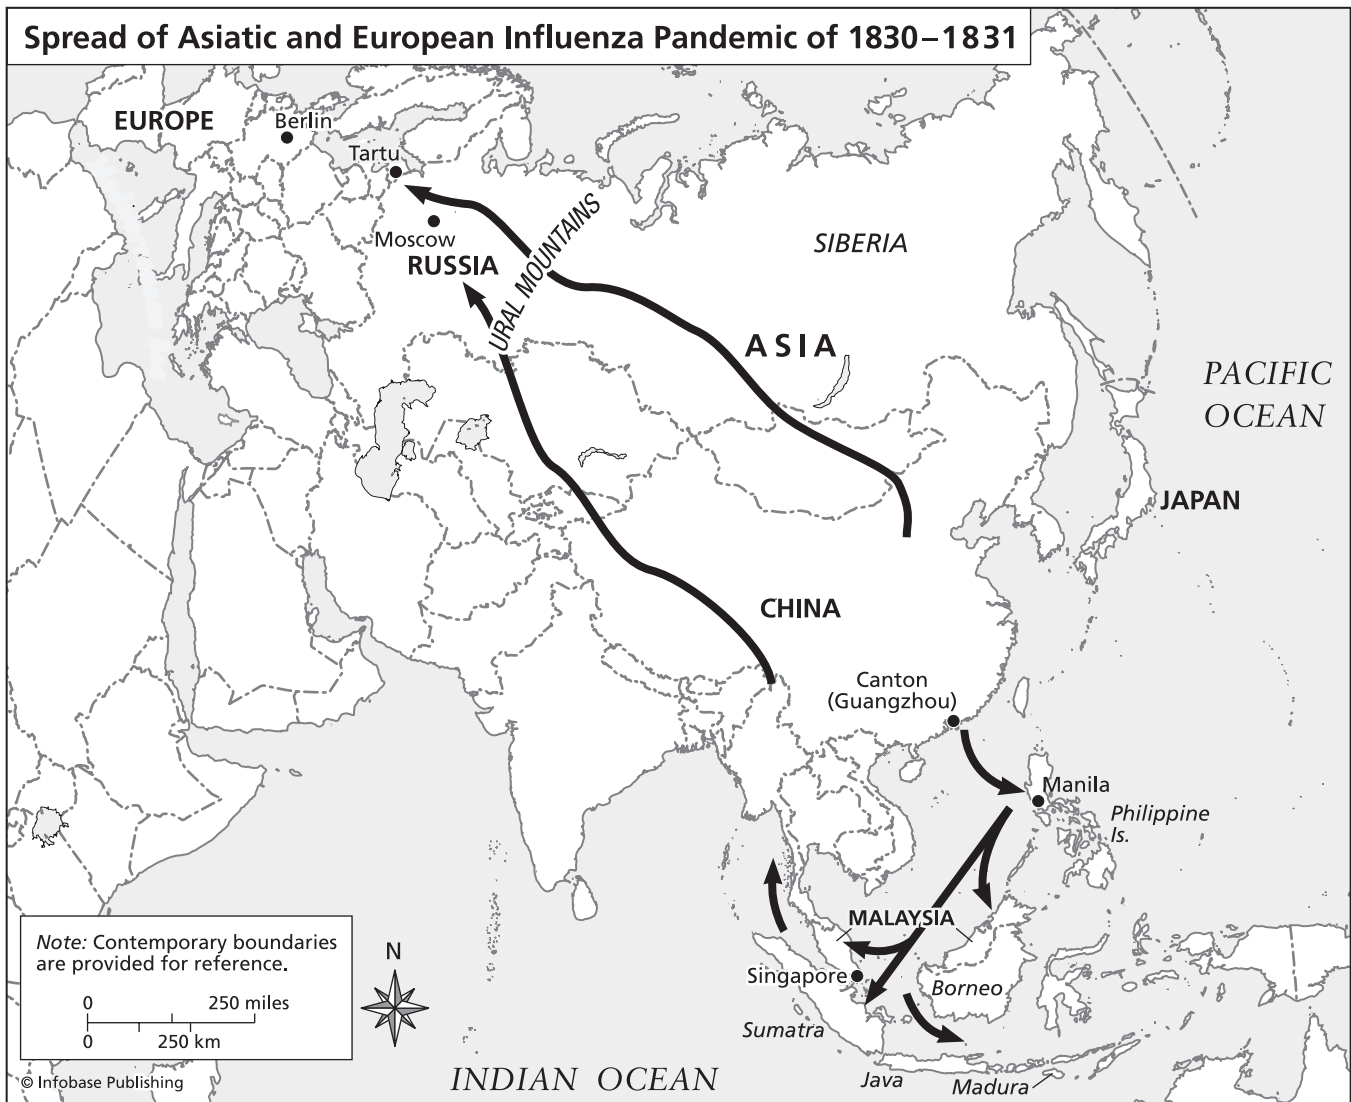 Spread of Asiatic and European Influenza Pandemic of 1830–1831
EUROPE
Berlin
Tartu
Moscow
RUSSIA
URAL MOUNTAINS
SIBERIA
ASIA
PACIFIC
OCEAN
JAPAN
CHINA
Canton
(Guangzhou)
Manila
Philippine
Is.
MALAYSIA
Singapore
Borneo
Sumatra
Java
Madura
INDIAN OCEAN
Note: Contemporary boundaries
are provided for reference.
0 250 miles
0 250 km
N
© Infobase Publishing